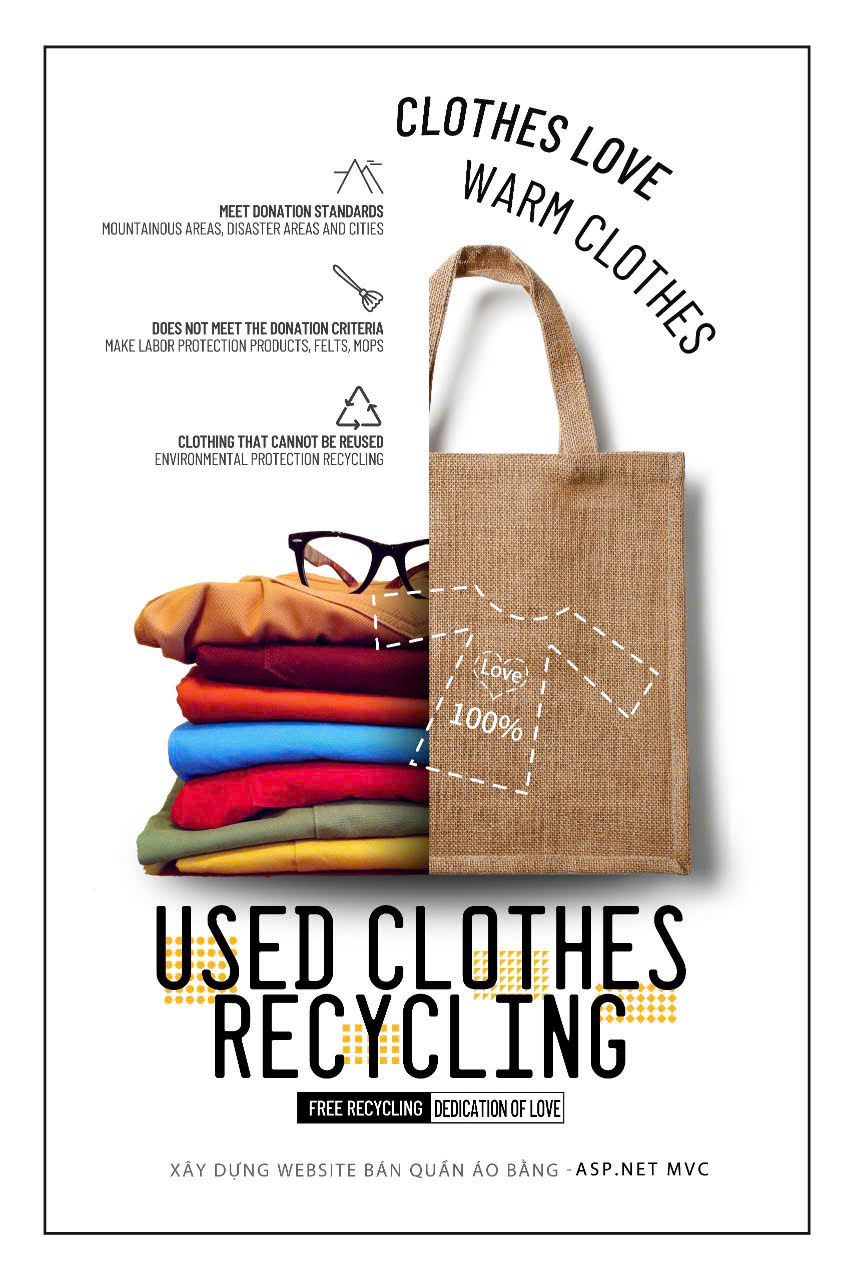 CLOTHES LOVE
WARM CLOTHES
MEET DONATION STANDARDS
MOUNTAINOUS AREAS, DISASTER AREAS AND CITIES
DOES NOT MEET THE DONATION CRITERIA
MAKE LABOR PROTECTION PRODUCTS, FELTS, MOPS
CLOTHING THAT CANNOT BE REUSED
ENVIRONMENTAL PROTECTION RECYCLING
Love
100%
USED CLOTHES
RECYCLING
FREE RECYCLING DEDICATION OF LOVE
XÂY DỰNG WEBSITE BÁN QUẦN ÁO BẰNG - ASP.NET MVC